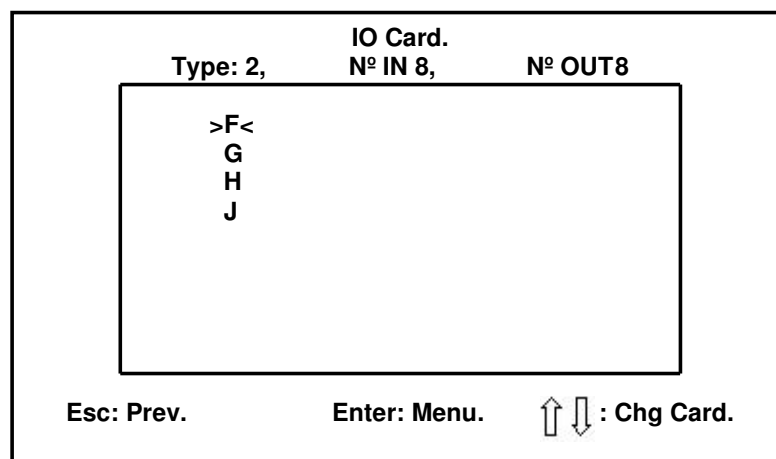 IO Card.
Type: 2, Nº IN 8, Nº OUT8
>F<
G
H
J
Esc: Prev. Enter: Menu. ⇧ ⇩ : Chg Card.